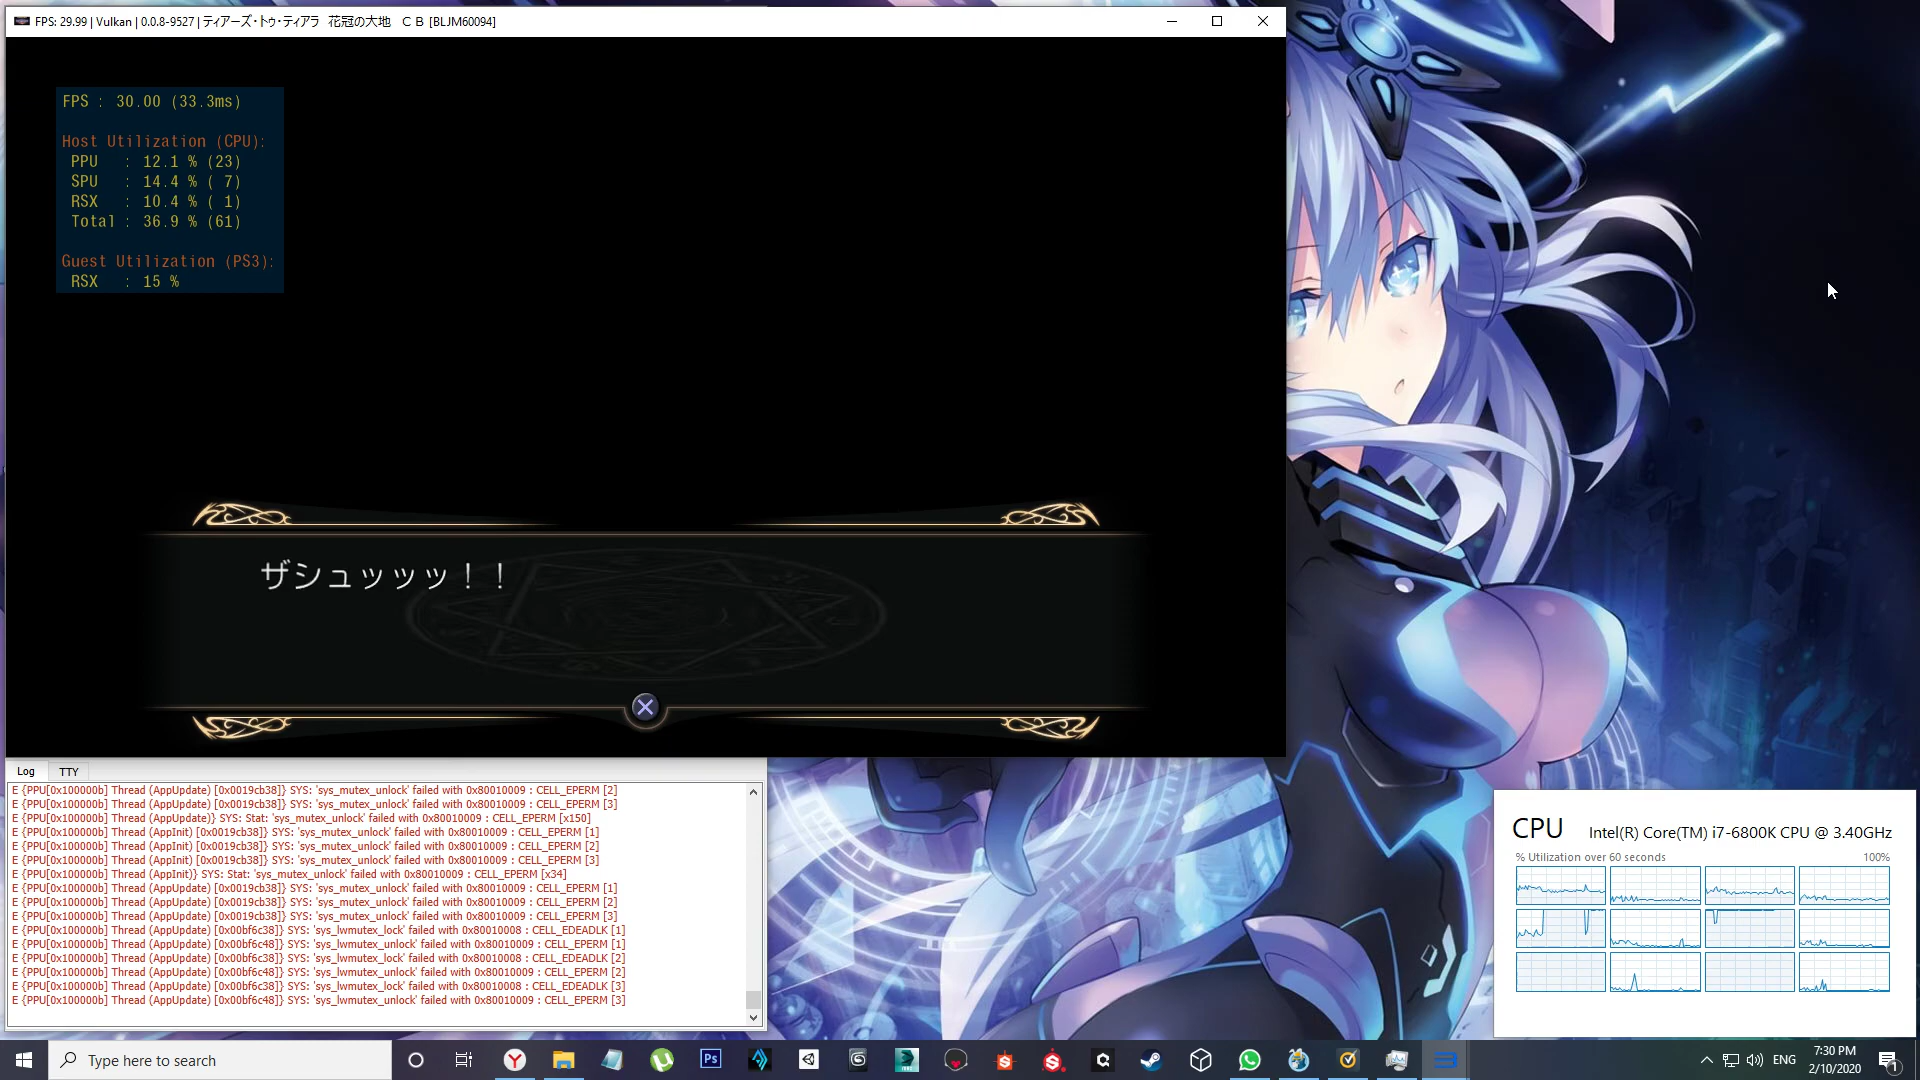 FPS: 29.99 | Vulkan | 0.0.8-9527 | ティアーズ・トゥ・ティアラ　花冠の大地　ＣＢ [BLJM60094]
FPS : 30.00 (33.3ms)
Host Utilization (CPU):
PPU : 12.1 % (23)
SPU : 14.4 % ( 7)
RSX : 10.4 % ( 1)
Total : 36.9 % (61)
Guest Utilization (PS3):
RSX : 15 %
ザシュッッッ！！
Log TTY
E {PPU[0x100000b] Thread (AppUpdate) [0x0019cb38]} SYS: 'sys_mutex_unlock' failed with 0x80010009 : CELL_EPERM [2]
E {PPU[0x100000b] Thread (AppUpdate) [0x0019cb38]} SYS: 'sys_mutex_unlock' failed with 0x80010009 : CELL_EPERM [3]
E {PPU[0x100000b] Thread (AppUpdate)} SYS: Stat: 'sys_mutex_unlock' failed with 0x80010009 : CELL_EPERM [x150]
E {PPU[0x100000b] Thread (AppInit) [0x0019cb38]} SYS: 'sys_mutex_unlock' failed with 0x80010009 : CELL_EPERM [1]
E {PPU[0x100000b] Thread (AppInit) [0x0019cb38]} SYS: 'sys_mutex_unlock' failed with 0x80010009 : CELL_EPERM [2]
E {PPU[0x100000b] Thread (AppInit) [0x0019cb38]} SYS: 'sys_mutex_unlock' failed with 0x80010009 : CELL_EPERM [3]
E {PPU[0x100000b] Thread (AppInit)} SYS: Stat: 'sys_mutex_unlock' failed with 0x80010009 : CELL_EPERM [x34]
E {PPU[0x100000b] Thread (AppUpdate) [0x0019cb38]} SYS: 'sys_mutex_unlock' failed with 0x80010009 : CELL_EPERM [1]
E {PPU[0x100000b] Thread (AppUpdate) [0x0019cb38]} SYS: 'sys_mutex_unlock' failed with 0x80010009 : CELL_EPERM [2]
E {PPU[0x100000b] Thread (AppUpdate) [0x0019cb38]} SYS: 'sys_mutex_unlock' failed with 0x80010009 : CELL_EPERM [3]
E {PPU[0x100000b] Thread (AppUpdate) [0x00bf6c38]} SYS: 'sys_lwmutex_lock' failed with 0x80010008 : CELL_EDEADLK [1]
E {PPU[0x100000b] Thread (AppUpdate) [0x00bf6c48]} SYS: 'sys_lwmutex_unlock' failed with 0x80010009 : CELL_EPERM [1]
E {PPU[0x100000b] Thread (AppUpdate) [0x00bf6c38]} SYS: 'sys_lwmutex_lock' failed with 0x80010008 : CELL_EDEADLK [2]
E {PPU[0x100000b] Thread (AppUpdate) [0x00bf6c48]} SYS: 'sys_lwmutex_unlock' failed with 0x80010009 : CELL_EPERM [2]
E {PPU[0x100000b] Thread (AppUpdate) [0x00bf6c38]} SYS: 'sys_lwmutex_lock' failed with 0x80010008 : CELL_EDEADLK [3]
E {PPU[0x100000b] Thread (AppUpdate) [0x00bf6c48]} SYS: 'sys_lwmutex_unlock' failed with 0x80010009 : CELL_EPERM [3]
CPU Intel(R) Core(TM) i7-6800K CPU @ 3.40GHz
% Utilization over 60 seconds 100%
Type here to search
Ps
ENG
7:30 PM
2/10/2020
1